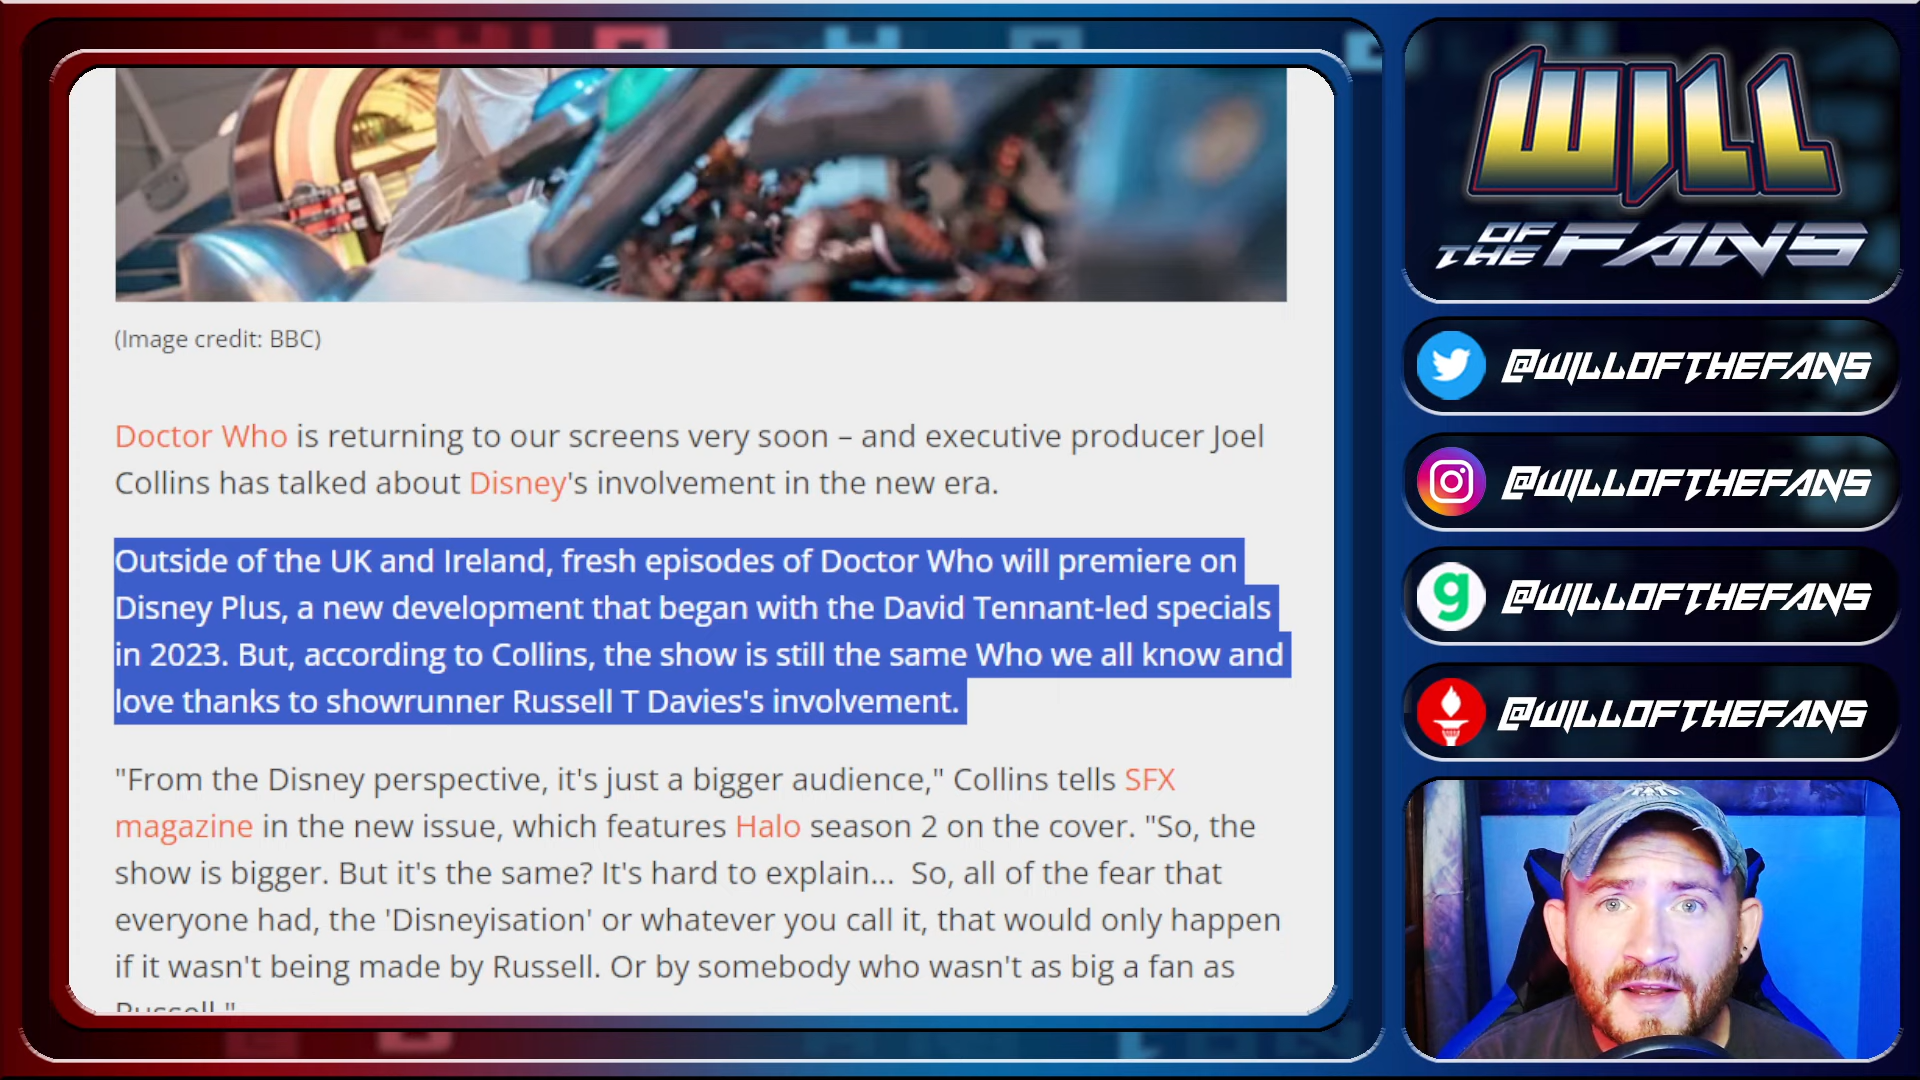 (Image credit: BBC)
Doctor Who is returning to our screens very soon – and executive producer Joel
Collins has talked about Disney's involvement in the new era.
Outside of the UK and Ireland, fresh episodes of Doctor Who will premiere on
Disney Plus, a new development that began with the David Tennant-led specials
in 2023. But, according to Collins, the show is still the same Who we all know and
love thanks to showrunner Russell T Davies's involvement.
"From the Disney perspective, it's just a bigger audience," Collins tells SFX
magazine in the new issue, which features Halo season 2 on the cover. "So, the
show is bigger. But it's the same? It's hard to explain... So, all of the fear that
everyone had, the 'Disneyisation' or whatever you call it, that would only happen
if it wasn't being made by Russell. Or by somebody who wasn't as big a fan as
Russell."
WILL
OF THE FANS
@WILLOFTHEFANS
@WILLOFTHEFANS
g @WILLOFTHEFANS
@WILLOFTHEFANS